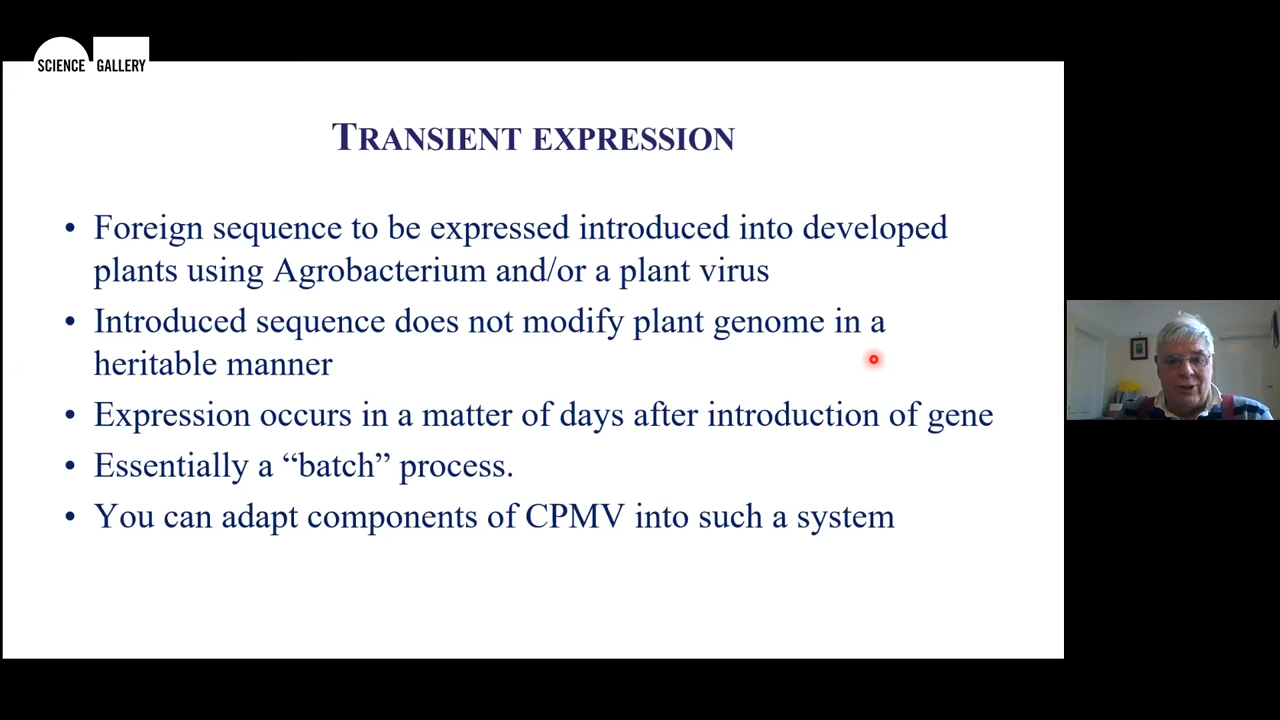 SCIENCE GALLERY
TRANSIENT EXPRESSION
• Foreign sequence to be expressed introduced into developed
plants using Agrobacterium and/or a plant virus
• Introduced sequence does not modify plant genome in a
heritable manner
• Expression occurs in a matter of days after introduction of gene
• Essentially a “batch” process.
• You can adapt components of CPMV into such a system